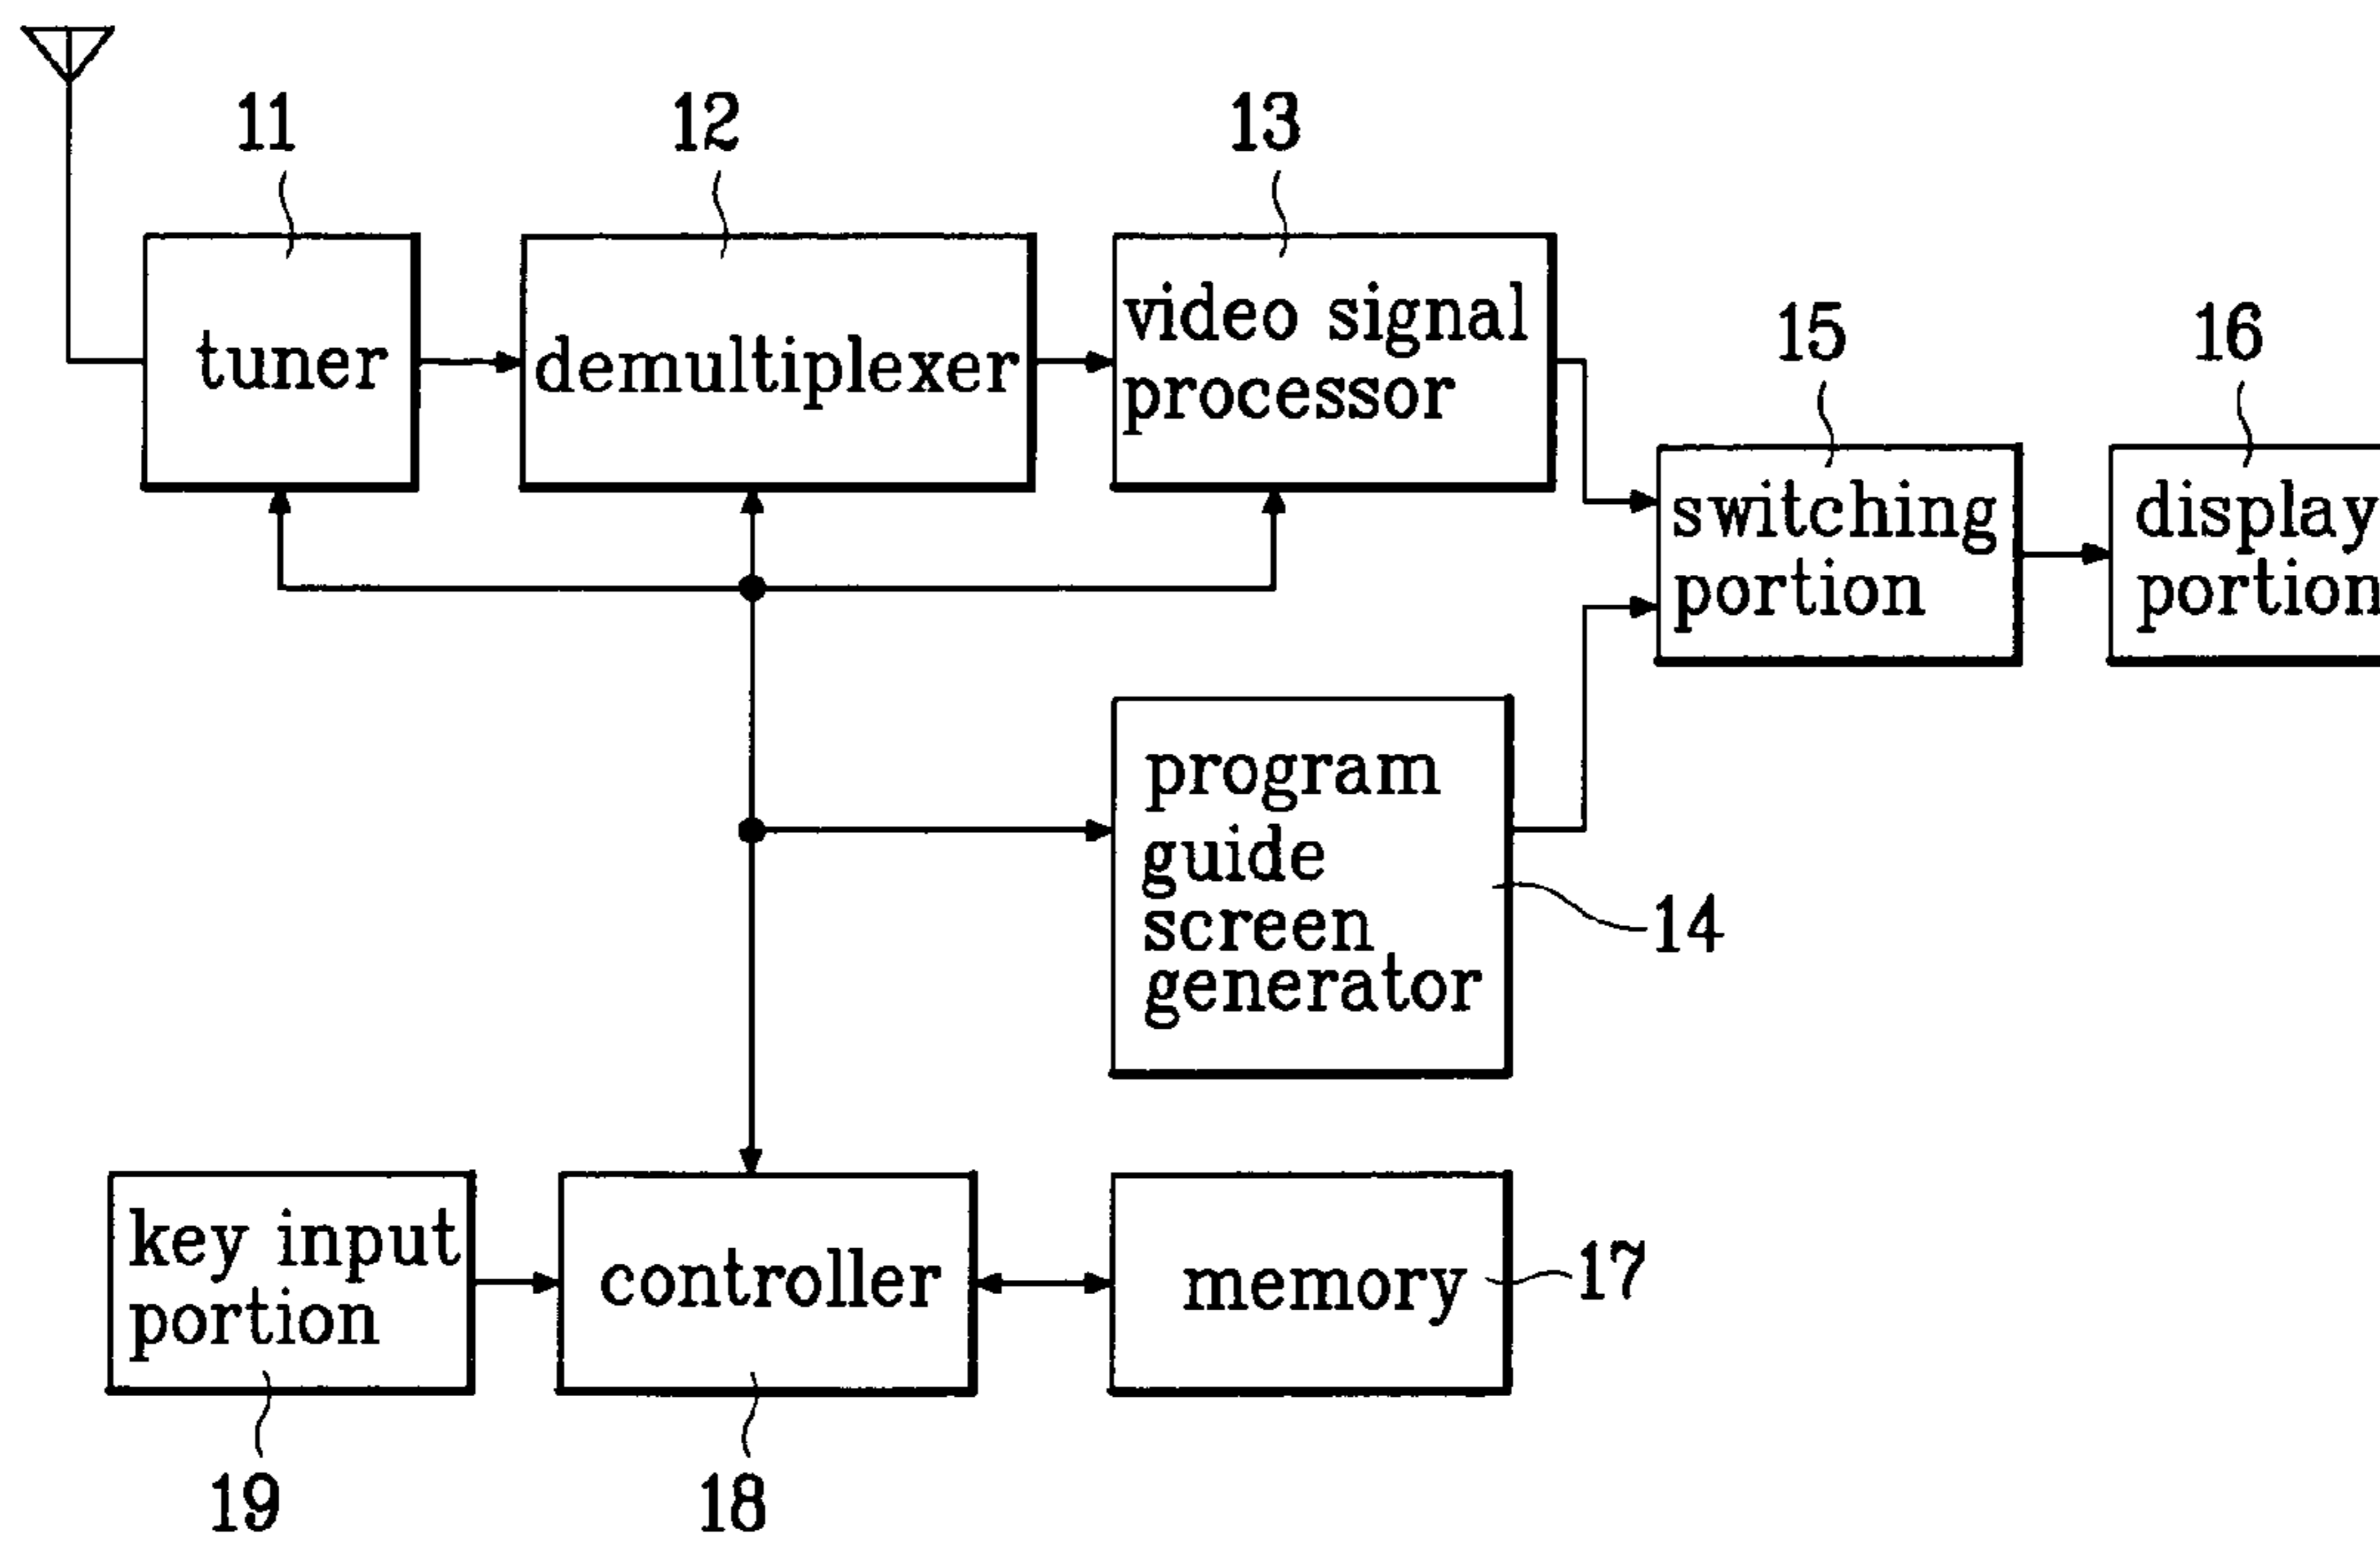 11
12
13
tuner
demultiplexer
video signal
processor
15
16
switching
portion
display
portion
program
guide
screen
generator
14
key input
portion
controller
memory
17
19
18